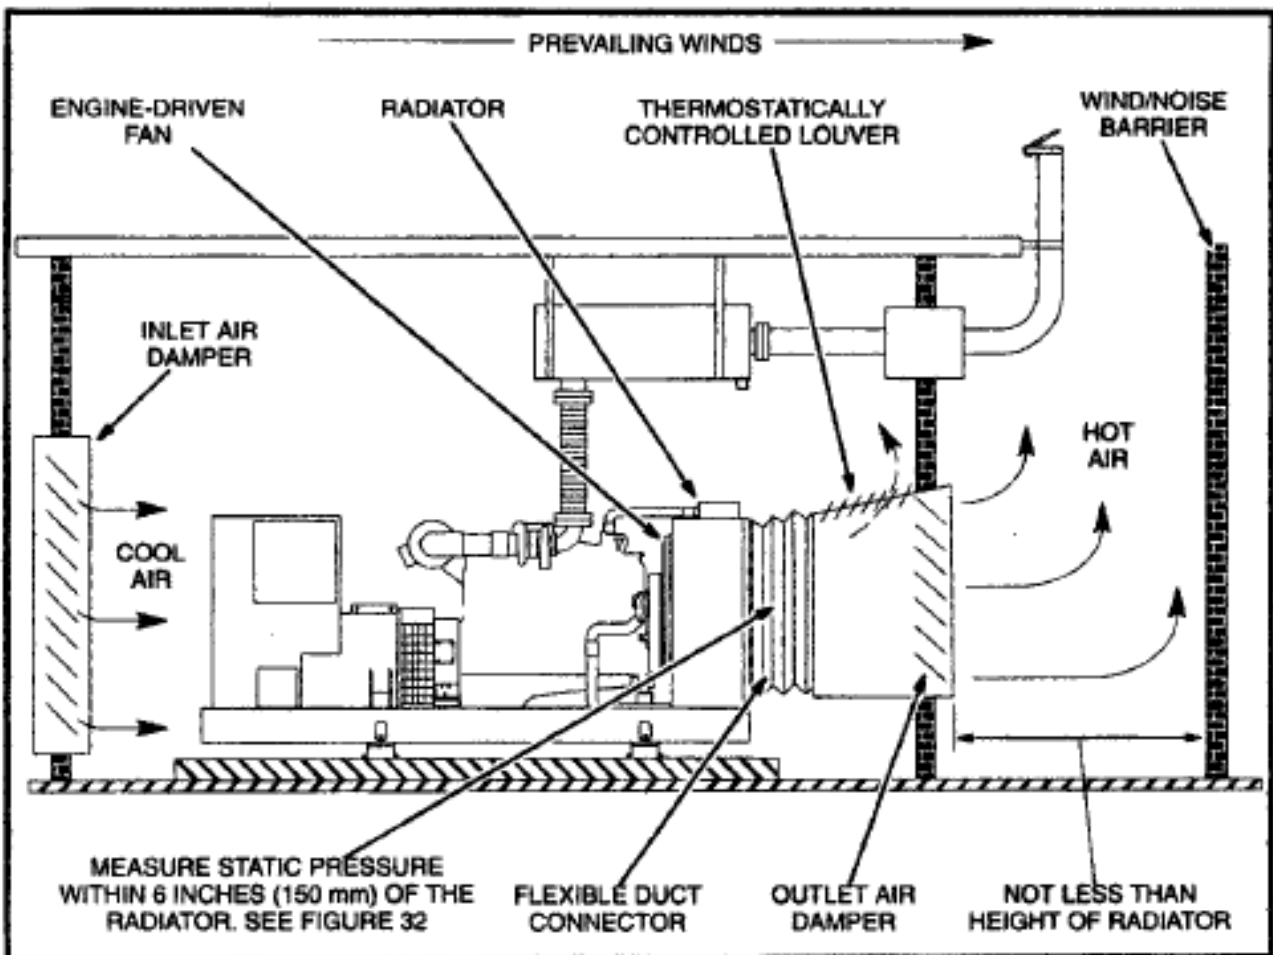 PREVAILING WINDS
ENGINE-DRIVEN
FAN
RADIATOR
THERMOSTATICALLY
CONTROLLED LOUVER
WIND/NOISE
BARRIER
INLET AIR
DAMPER
HOT
AIR
COOL
AIR
MEASURE STATIC PRESSURE
WITHIN 6 INCHES (150 mm) OF THE
RADIATOR. SEE FIGURE 32
FLEXIBLE DUCT
CONNECTOR
OUTLET AIR
DAMPER
NOT LESS THAN
HEIGHT OF RADIATOR